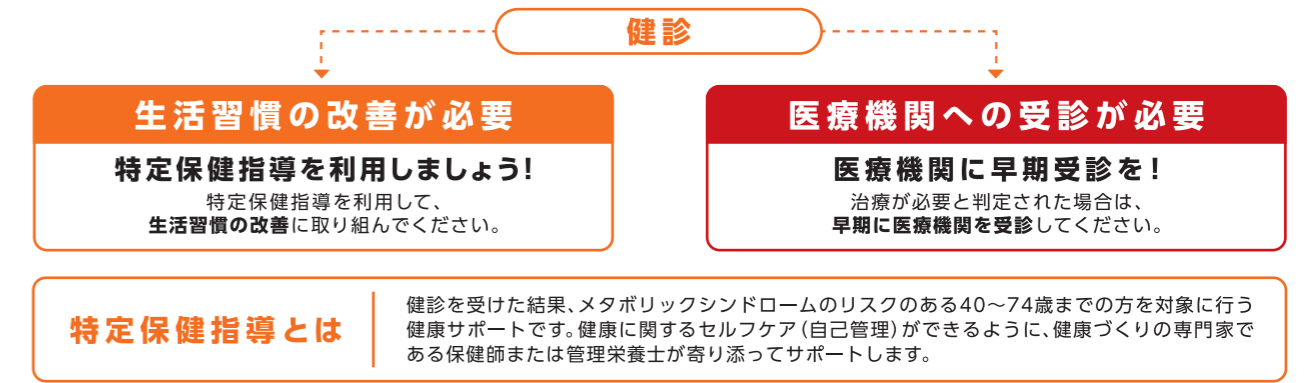 健診
生活習慣の改善が必要
特定保健指導を利用しましょう!
特定保健指導を利用して、
生活習慣の改善に取り組んでください。
医療機関への受診が必要
医療機関に早期受診を!
治療が必要と判定された場合は、
早期に医療機関を受診してください。
特定保健指導とは
健診を受けた結果、メタボリックシンドロームのリスクのある40～74歳までの方を対象に行う
健康サポートです。健康に関するセルフケア(自己管理)ができるように、健康づくりの専門家で
ある保健師または管理栄養士が寄り添ってサポートします。